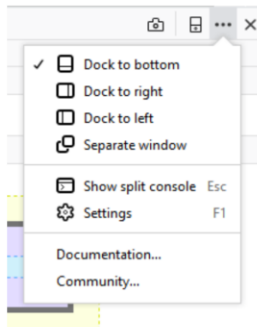 Dock to bottom
Dock to right
Dock to left
Separate window
Show split console Esc
Settings F1
Documentation...
Community...